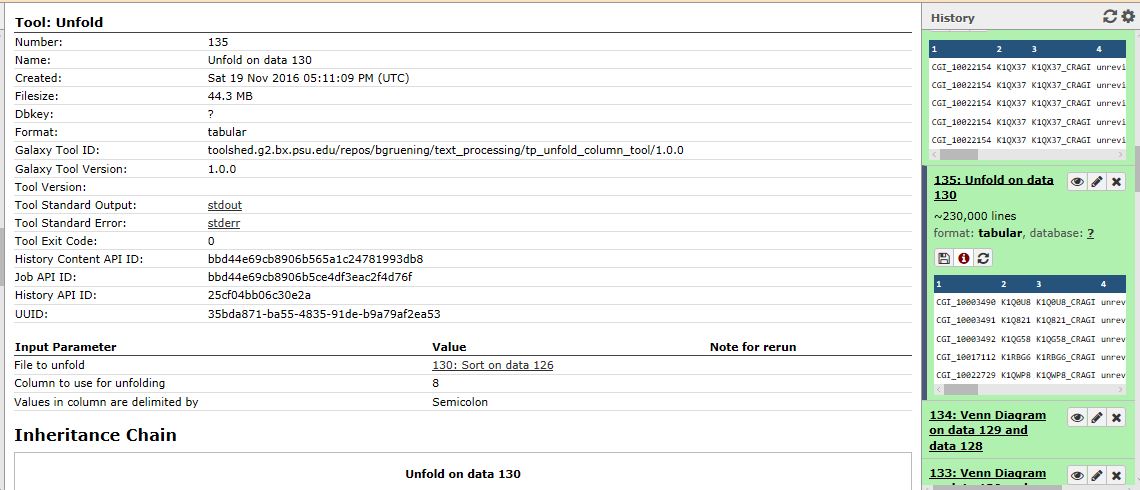 Tool: Unfold
Number: 135
Name: Unfold on data 130
Created: Sat 19 Nov 2016 05:11:09 PM (UTC)
Filesize: 44.3 MB
Dbkey: ?
Format: tabular
Galaxy Tool ID: toolshed.g2.bx.psu.edu/repos/bgruening/text_processing/tp_unfold_column_tool/1.0.0
Galaxy Tool Version: 1.0.0
Tool Version:
Tool Standard Output: stdout
Tool Standard Error: stderr
Tool Exit Code: 0
History Content API ID: bbd44e69cb8906b565a1c24781993db8
Job API ID: bbd44e69cb8906b5ce4df3eac2f4d76f
History API ID: 25cf04bb06c30e2a
UUID: 35bda871-ba55-4835-91de-b9a79af2ea53
Input Parameter Value Note for rerun
File to unfold 130: Sort on data 126
Column to use for unfolding 8
Values in column are delimited by Semicolon
Inheritance Chain
Unfold on data 130
History
1 2 3 4
CGI_10022154 K1QX37 K1QX37_CRAGI unrevi
CGI_10022154 K1QX37 K1QX37_CRAGI unrevi
CGI_10022154 K1QX37 K1QX37_CRAGI unrevi
CGI_10022154 K1QX37 K1QX37_CRAGI unrevi
CGI_10022154 K1QX37 K1QX37_CRAGI unrevi
135: Unfold on data
130
~230,000 lines
format: tabular, database: ?
1 2 3 4
CGI_10003490 K1Q0U8 K1Q0U8_CRAGI unrev
CGI_10003491 K1Q821 K1Q821_CRAGI unrev
CGI_10003492 K1QG58 K1QG58_CRAGI unrev
CGI_10017112 K1RBG6 K1RBG6_CRAGI unrev
CGI_10022729 K1QWP8 K1QWP8_CRAGI unrev
134: Venn Diagram
on data 129 and
data 128
133: Venn Diagram